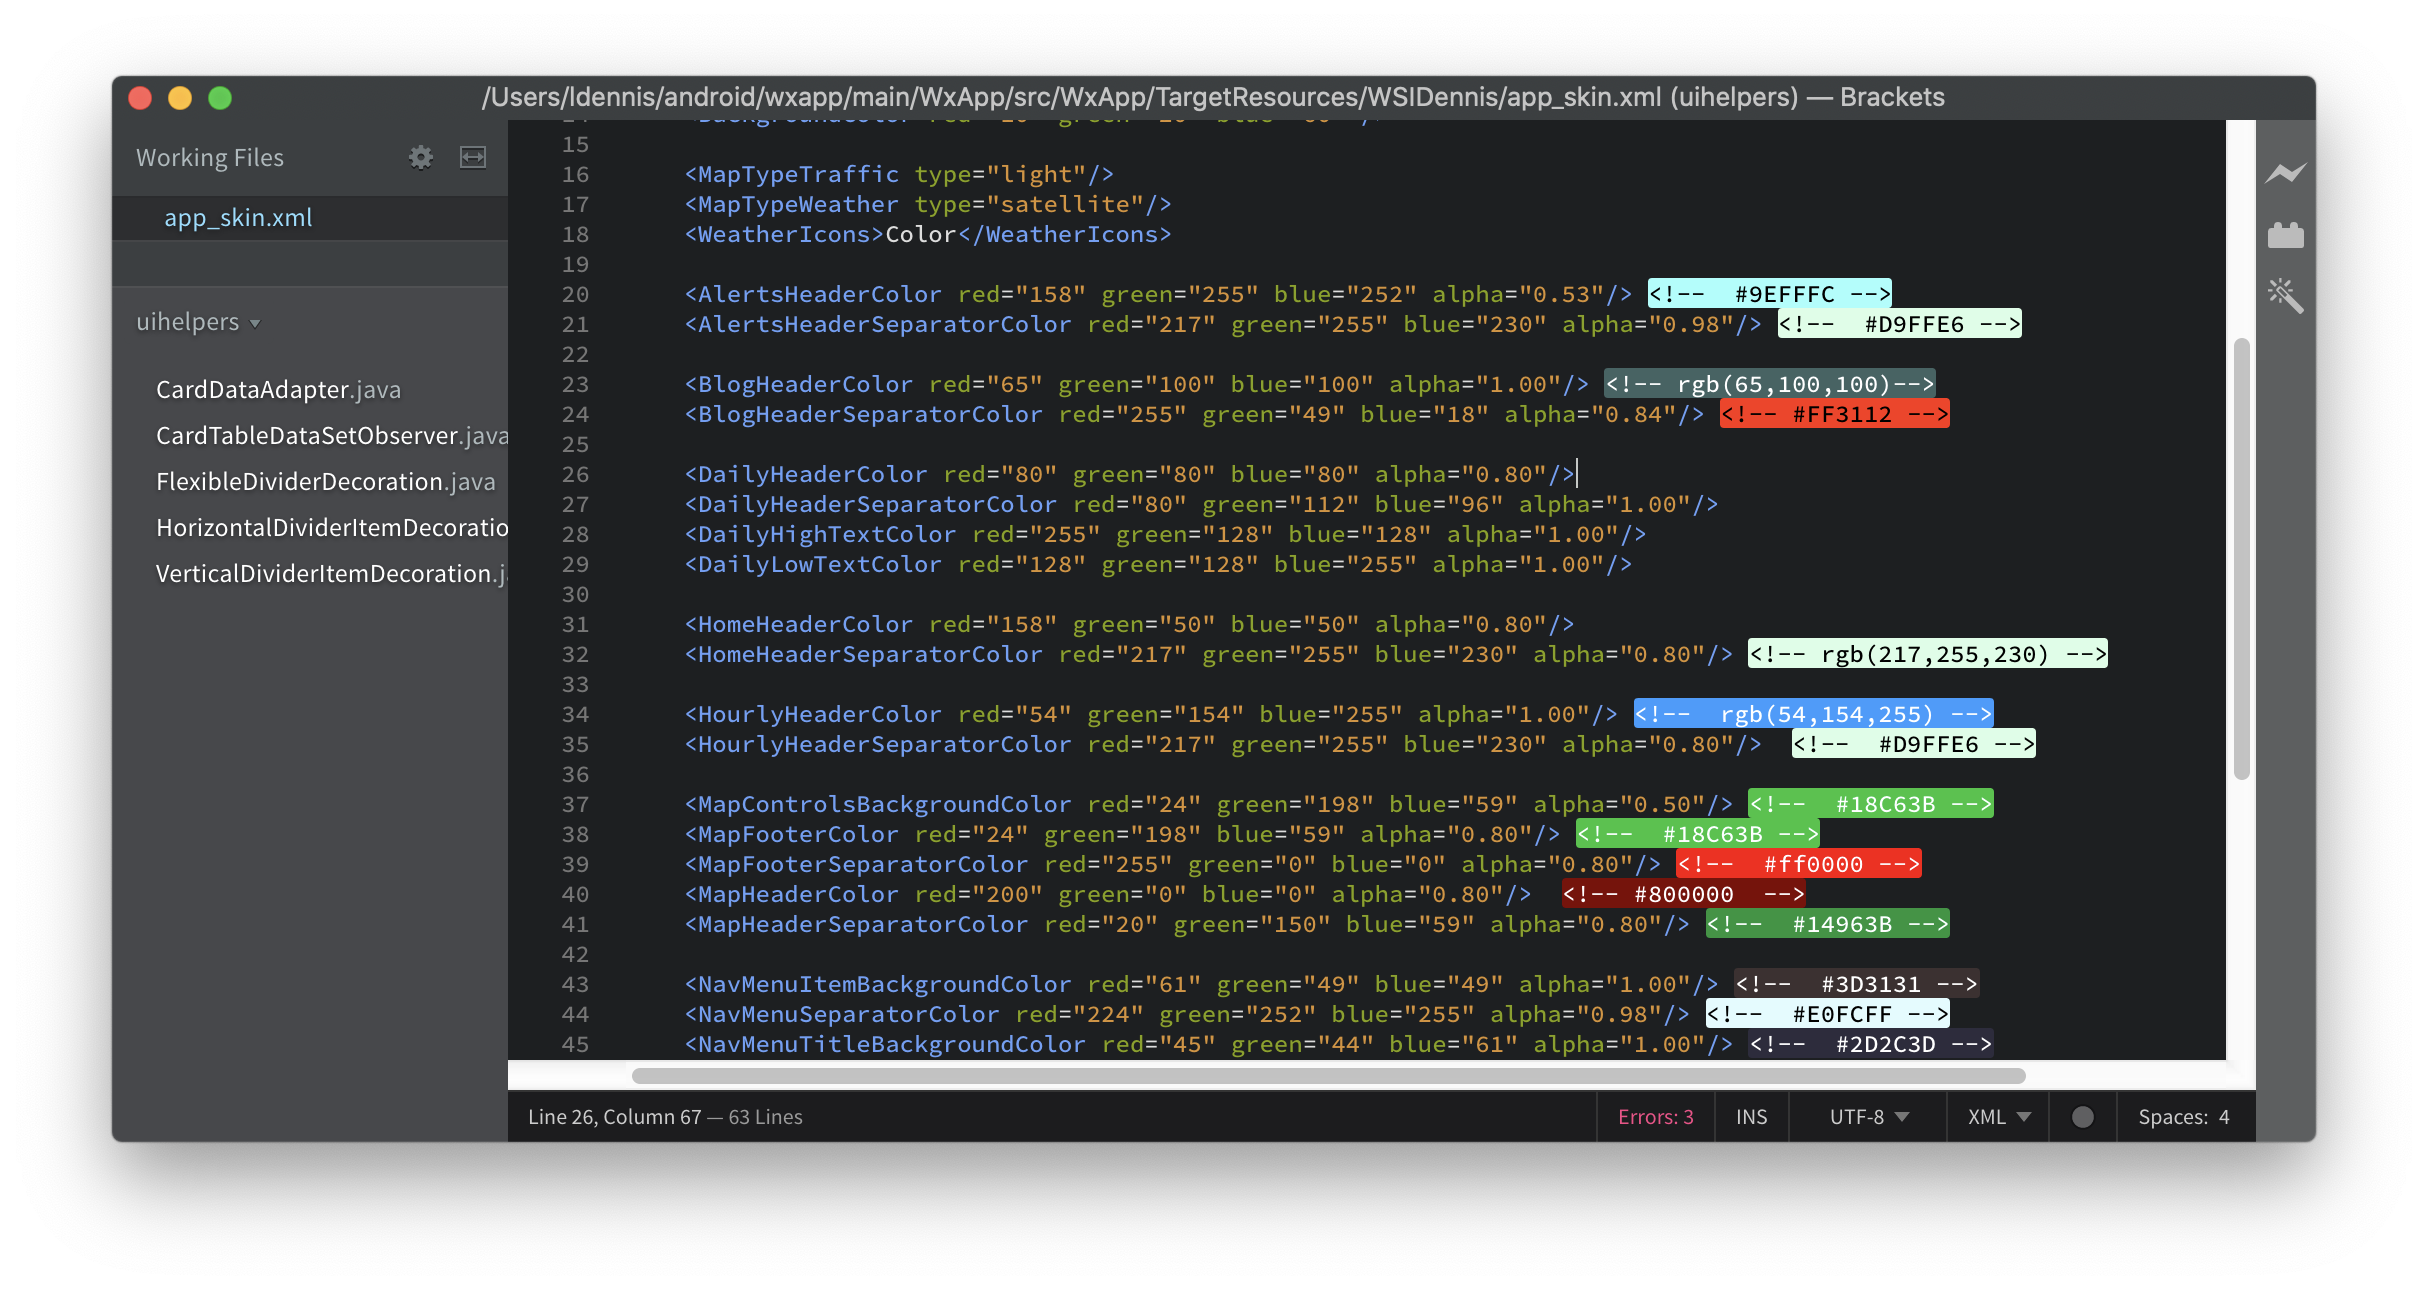 /Users/ldennis/android/wxapp/main/WxApp/src/WxApp/TargetResources/WSIDennis/app_skin.xml (uihelpers) — Brackets
Working Files
app_skin.xml
uihelpers
CardDataAdapter.java
CardTableDataSetObserver.java
FlexibleDividerDecoration.java
HorizontalDividerItemDecoratio
VerticalDividerItemDecoration.j
15
16 <MapTypeTraffic type="light"/>
17 <MapTypeWeather type="satellite"/>
18 <WeatherIcons>Color</WeatherIcons>
19
20 <AlertsHeaderColor red="158" green="255" blue="252" alpha="0.53"/> <!--  #9EFFFC -->
21 <AlertsHeaderSeparatorColor red="217" green="255" blue="230" alpha="0.98"/> <!--  #D9FFE6 -->
22
23 <BlogHeaderColor red="65" green="100" blue="100" alpha="1.00"/> <!-- rgb(65,100,100)-->
24 <BlogHeaderSeparatorColor red="255" green="49" blue="18" alpha="0.84"/> <!-- #FF3112 -->
25
26 <DailyHeaderColor red="80" green="80" blue="80" alpha="0.80"/>
27 <DailyHeaderSeparatorColor red="80" green="112" blue="96" alpha="1.00"/>
28 <DailyHighTextColor red="255" green="128" blue="128" alpha="1.00"/>
29 <DailyLowTextColor red="128" green="128" blue="255" alpha="1.00"/>
30
31 <HomeHeaderColor red="158" green="50" blue="50" alpha="0.80"/>
32 <HomeHeaderSeparatorColor red="217" green="255" blue="230" alpha="0.80"/> <!-- rgb(217,255,230) -->
33
34 <HourlyHeaderColor red="54" green="154" blue="255" alpha="1.00"/> <!--  rgb(54,154,255) -->
35 <HourlyHeaderSeparatorColor red="217" green="255" blue="230" alpha="0.80"/>  <!--  #D9FFE6 -->
36
37 <MapControlsBackgroundColor red="24" green="198" blue="59" alpha="0.50"/> <!--  #18C63B -->
38 <MapFooterColor red="24" green="198" blue="59" alpha="0.80"/> <!--  #18C63B -->
39 <MapFooterSeparatorColor red="255" green="0" blue="0" alpha="0.80"/> <!--  #ff0000 -->
40 <MapHeaderColor red="200" green="0" blue="0" alpha="0.80"/>  <!-- #800000  -->
41 <MapHeaderSeparatorColor red="20" green="150" blue="59" alpha="0.80"/> <!--  #14963B -->
42
43 <NavMenuItemBackgroundColor red="61" green="49" blue="49" alpha="1.00"/> <!--  #3D3131 -->
44 <NavMenuSeparatorColor red="224" green="252" blue="255" alpha="0.98"/> <!--  #E0FCFF -->
45 <NavMenuTitleBackgroundColor red="45" green="44" blue="61" alpha="1.00"/> <!--  #2D2C3D -->
Line 26, Column 67 — 63 Lines
Errors: 3
INS
UTF-8
XML
Spaces: 4